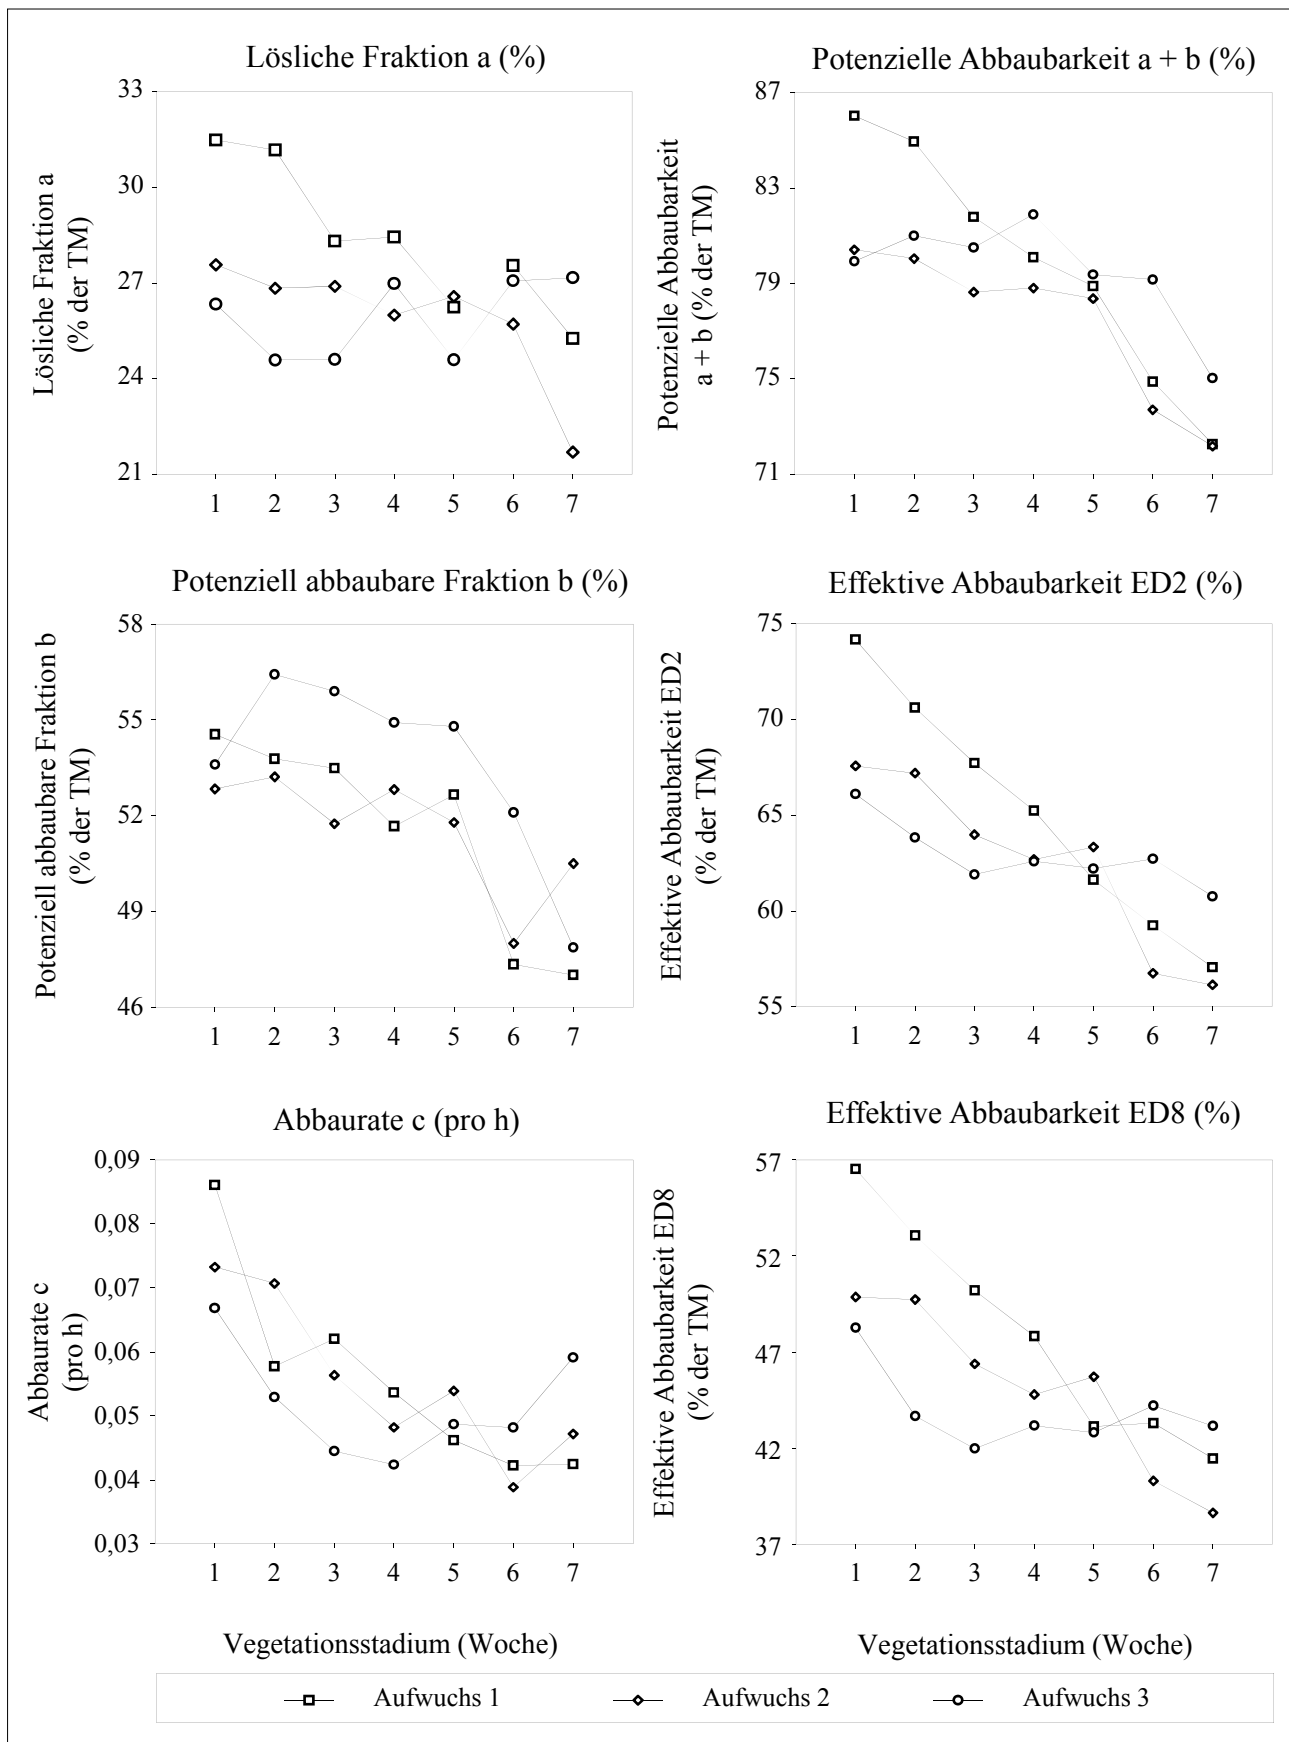 Lösliche Fraktion a (%)
Lösliche Fraktion a
(% der TM)
33
30
27
24
21
1 2 3 4 5 6 7
Potenzielle Abbaubarkeit a + b (%)
Potenzielle Abbaubarkeit
a + b (% der TM)
87
83
79
75
71
1 2 3 4 5 6 7
Potenziell abbaubare Fraktion b (%)
Potenziell abbaubare Fraktion b
(% der TM)
58
55
52
49
46
1 2 3 4 5 6 7
Effektive Abbaubarkeit ED2 (%)
Effektive Abbaubarkeit ED2
(% der TM)
75
70
65
60
55
1 2 3 4 5 6 7
Abbaurate c (pro h)
Abbaurate c
(pro h)
0,09
0,08
0,07
0,06
0,05
0,04
0,03
1 2 3 4 5 6 7
Vegetationsstadium (Woche)
Effektive Abbaubarkeit ED8 (%)
Effektive Abbaubarkeit ED8
(% der TM)
57
52
47
42
37
1 2 3 4 5 6 7
Vegetationsstadium (Woche)
Aufwuchs 1 Aufwuchs 2 Aufwuchs 3